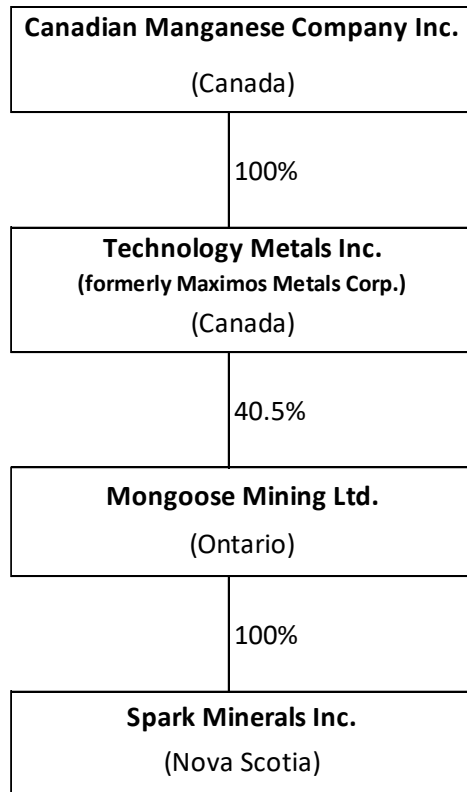 Canadian Manganese Company Inc.
(Canada)
100%
Technology Metals Inc.
(formerly Maximos Metals Corp.)
(Canada)
40.5%
Mongoose Mining Ltd.
(Ontario)
100%
Spark Minerals Inc.
(Nova Scotia)